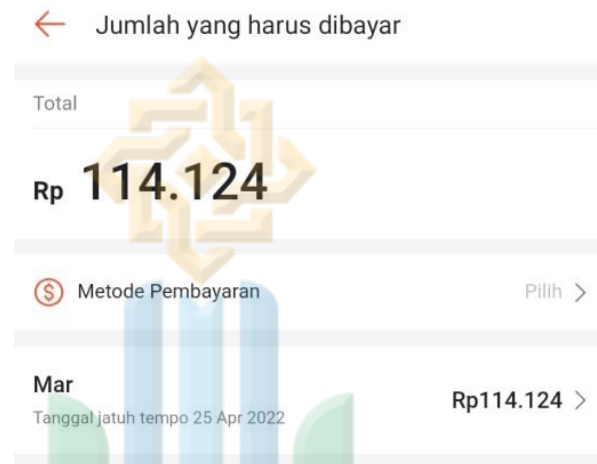 Jumlah yang harus dibayar
Total
Rp 114.124
Metode Pembayaran Pilih
Mar
Rp114.124
Tanggal jatuh tempo 25 Apr 2022